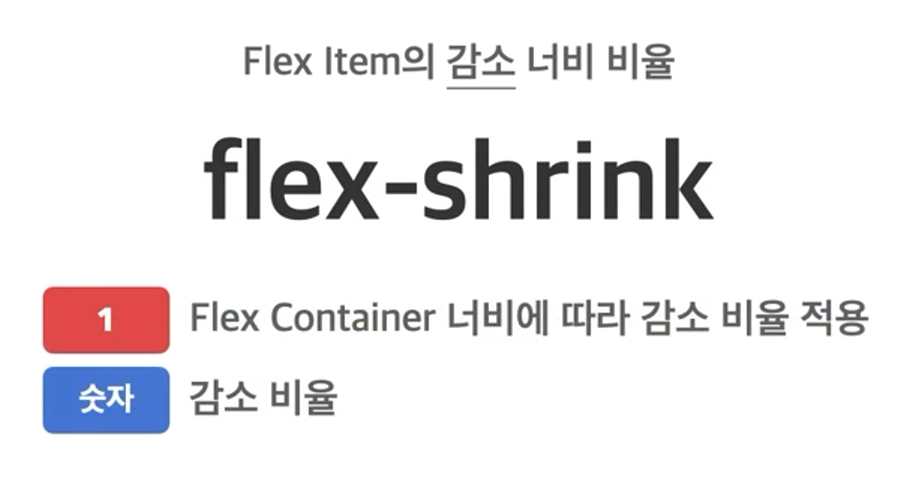 Flex Item의 감소 너비 비율
flex-shrink
1 Flex Container 너비에 따라 감소 비율 적용
숫자 감소 비율